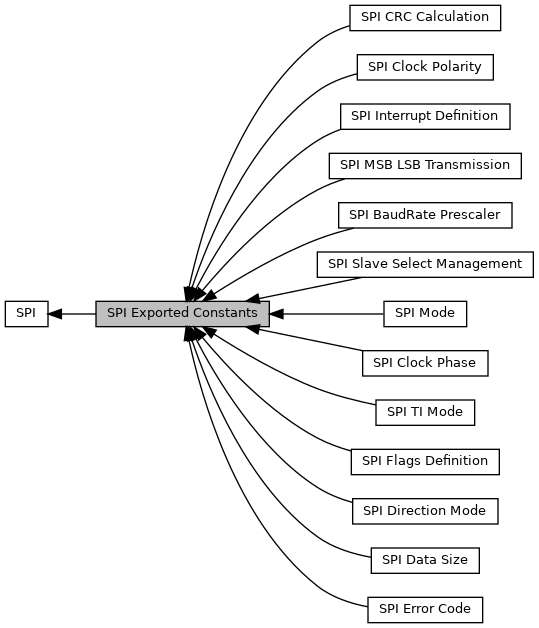 SPI CRC Calculation
SPI Clock Polarity
SPI Interrupt Definition
SPI MSB LSB Transmission
SPI BaudRate Prescaler
SPI Slave Select Management
SPI
SPI Exported Constants
SPI Mode
SPI Clock Phase
SPI TI Mode
SPI Flags Definition
SPI Direction Mode
SPI Data Size
SPI Error Code